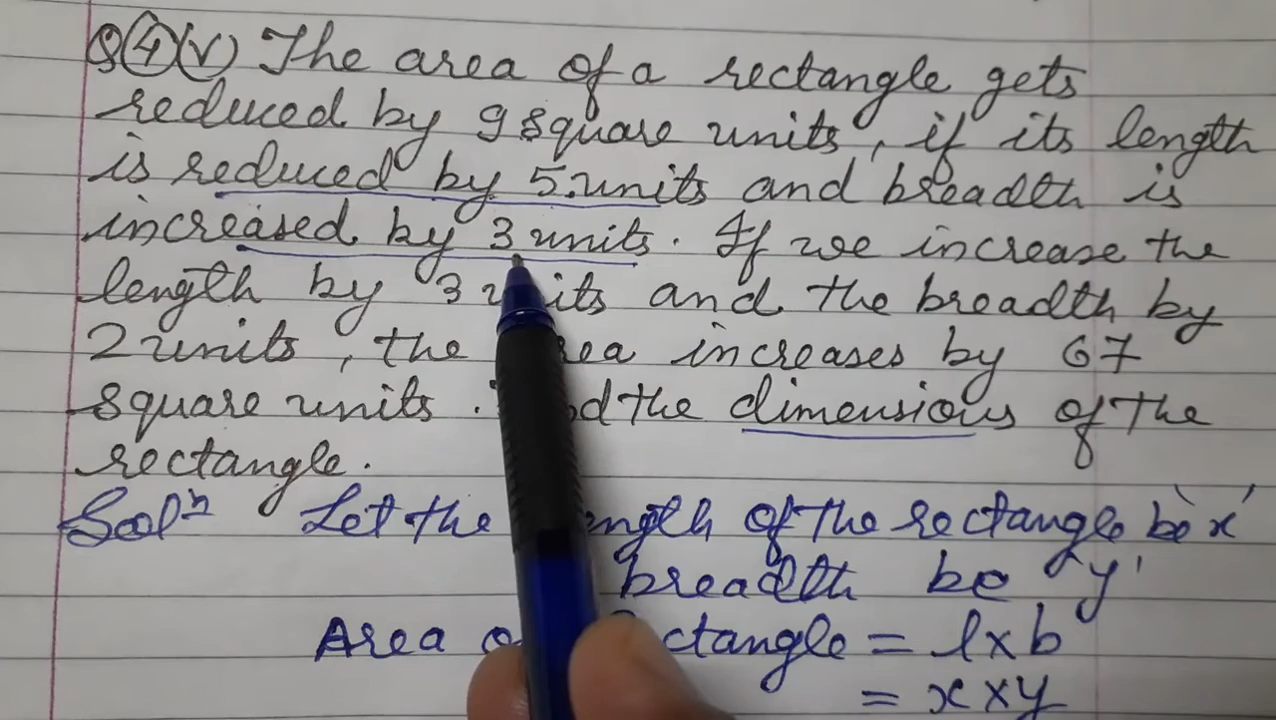 Q④(V) The area of a rectangle gets
reduced by 9 square units, if its length
is reduced by 5 units and breadth is
increased by 3 units. If we increase the
length by 3 units and the breadth by
2 units, the area increases by 67
square units. the dimensions of the
rectangle.
Solⁿ Let the length of the rectangle be 'x'
breadth be 'y'
Area rectangle = l×b
= x×y